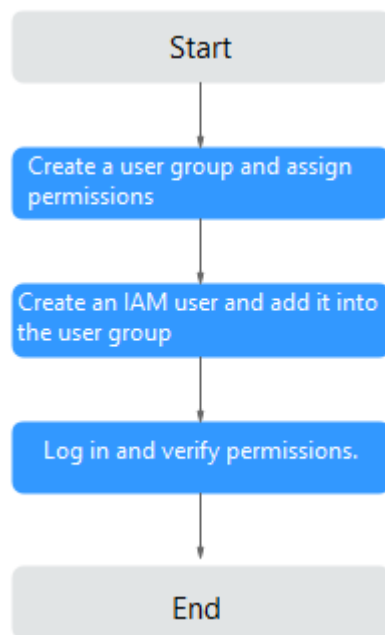 Start
Create a user group and assign
permissions
Create an IAM user and add it into
the user group
Log in and verify permissions.
End